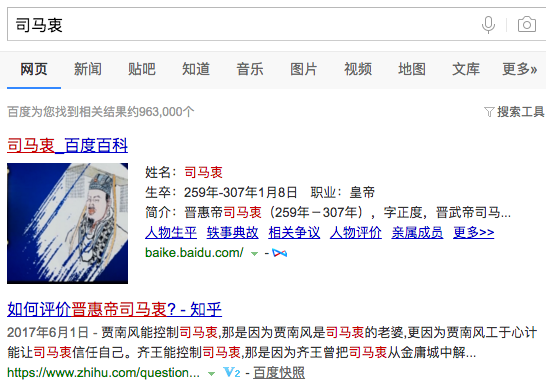 司马衷
网页 新闻 贴吧 知道 音乐 图片 视频 地图 文库 更多»
百度为您找到相关结果约963,000个 搜索工具
司马衷_百度百科
姓名：司马衷
生卒：259年-307年1月8日 职业：皇帝
简介：晋惠帝司马衷（259年－307年），字正度，晋武帝司马...
人物生平 轶事典故 相关争议 人物评价 亲属成员 更多>>
baike.baidu.com/ -
如何评价晋惠帝司马衷? - 知乎
2017年6月1日 - 贾南风能控制司马衷,那是因为贾南风是司马衷的老婆,更因为贾南风工于心计
能让司马衷信任自己。齐王能控制司马衷,那是因为齐王曾把司马衷从金墉城中解...
https://www.zhihu.com/question... V2 - 百度快照